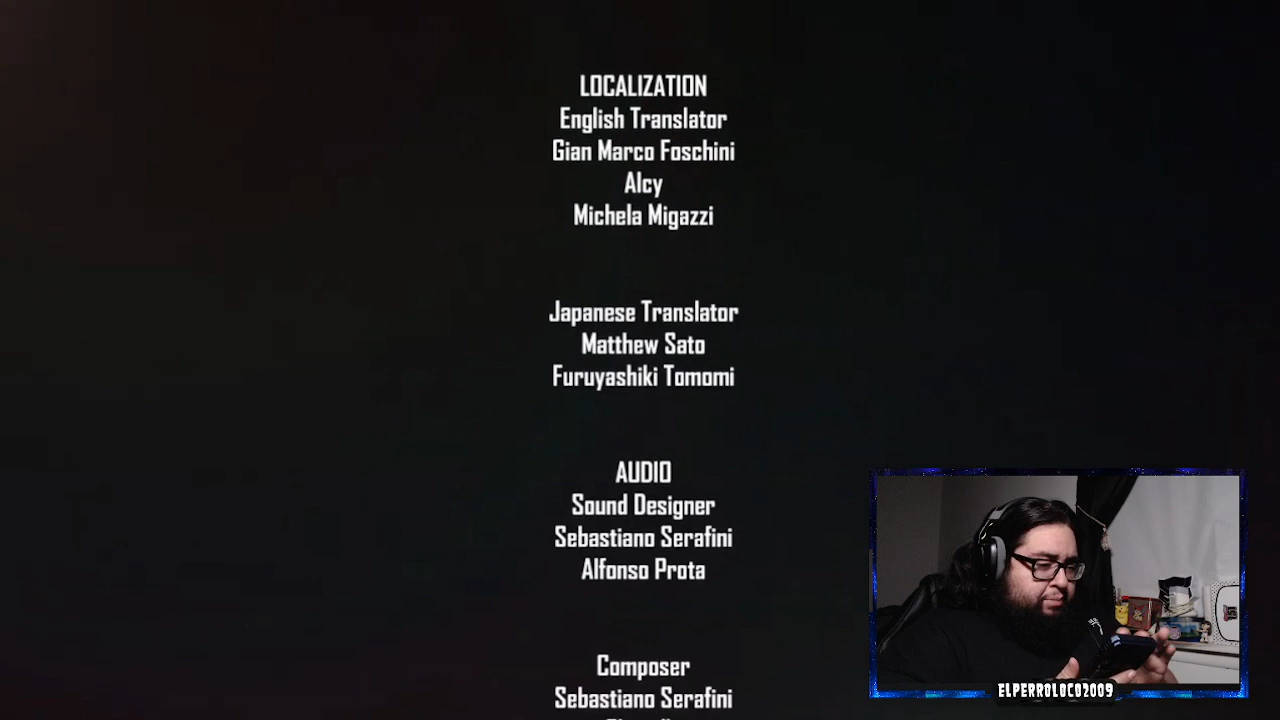 LOCALIZATION
English Translator
Gian Marco Foschini
Alcy
Michela Migazzi
Japanese Translator
Matthew Sato
Furuyashiki Tomomi
AUDIO
Sound Designer
Sebastiano Serafini
Alfonso Prota
Composer
Sebastiano Serafini
ELPERROLOCO2009